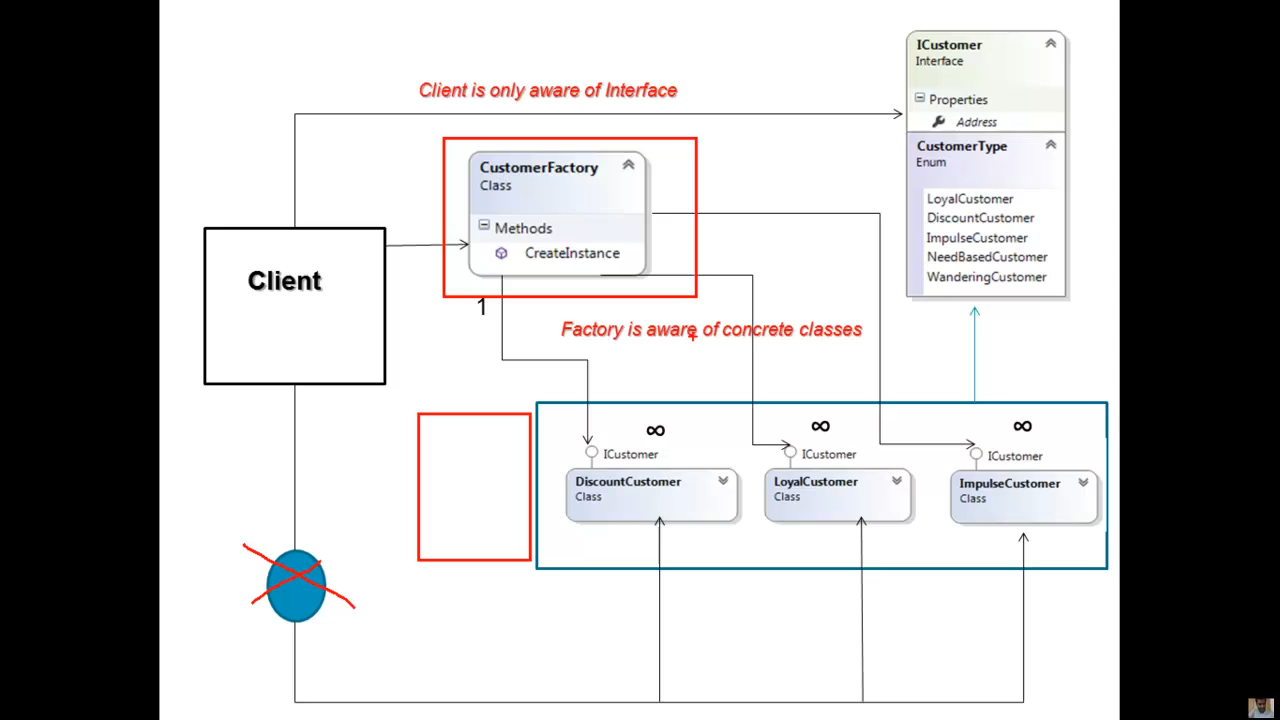 ICustomer
Interface
Properties
Address
CustomerType
Enum
LoyalCustomer
DiscountCustomer
ImpulseCustomer
NeedBasedCustomer
WanderingCustomer
Client is only aware of Interface
CustomerFactory
Class
Methods
CreateInstance
Client
1
Factory is aware of concrete classes
∞ ∞ ∞
ICustomer ICustomer ICustomer
DiscountCustomer LoyalCustomer ImpulseCustomer
Class Class Class